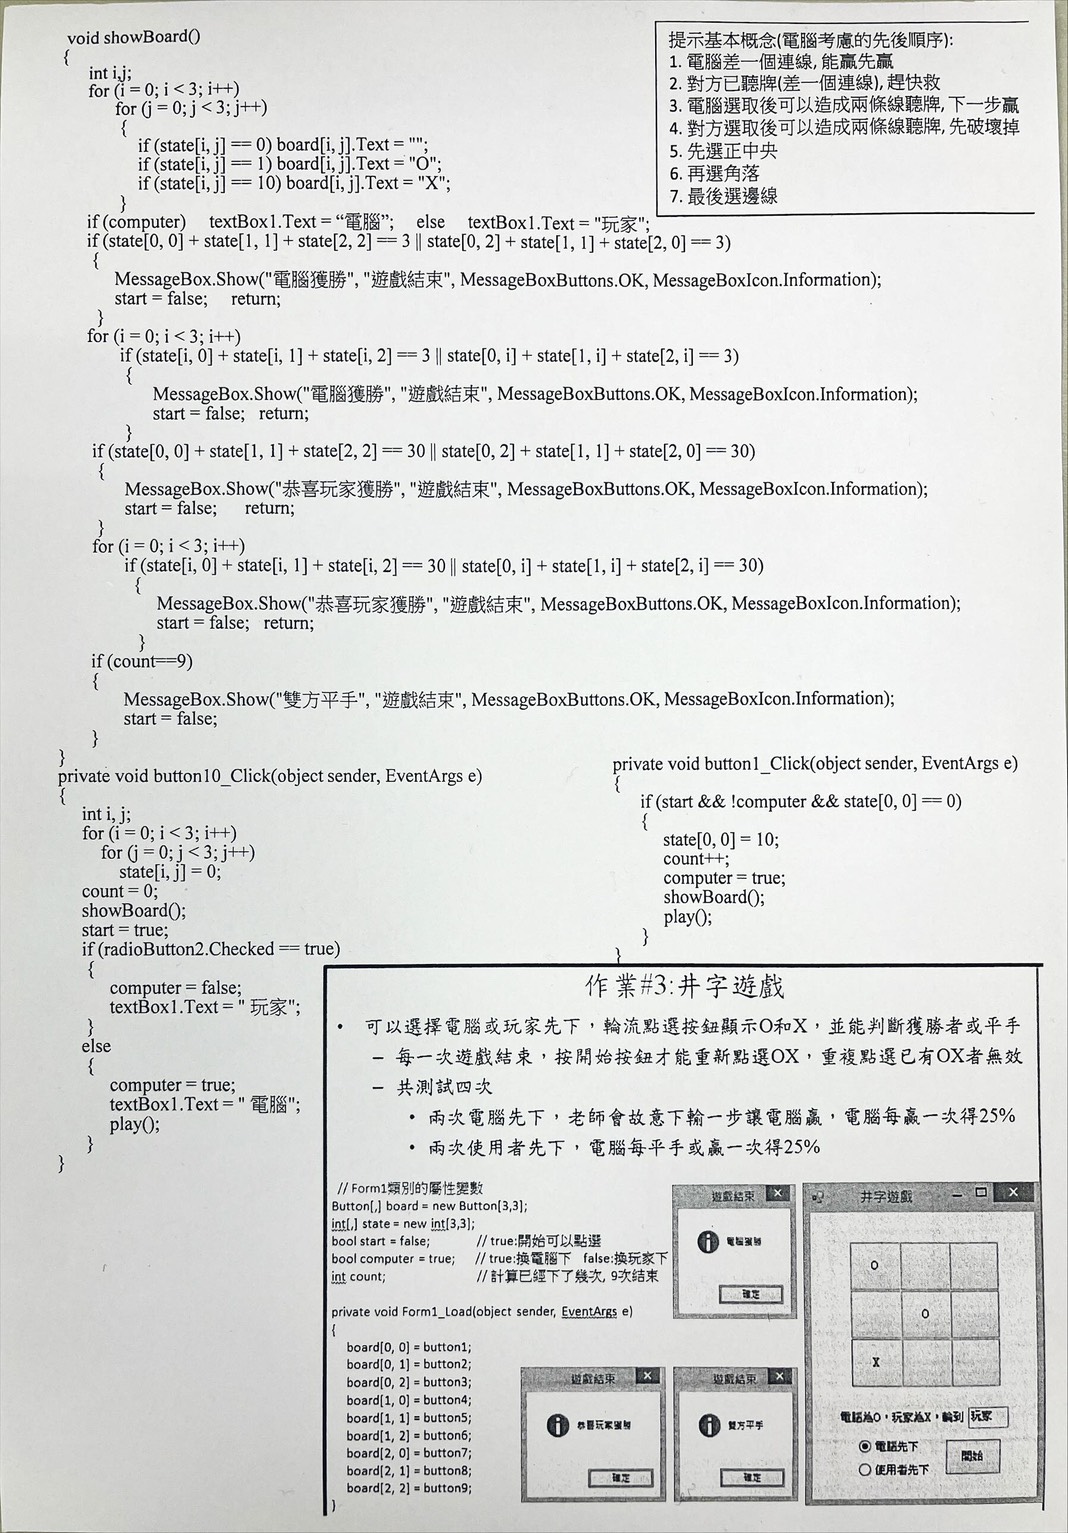 void showBoard()
{
int i,j;
for (i = 0; i < 3; i++)
for (j = 0; j < 3; j++)
{
if (state[i, j] == 0) board[i, j].Text = "";
if (state[i, j] == 1) board[i, j].Text = "O";
if (state[i, j] == 10) board[i, j].Text = "X";
}
if (computer) textBox1.Text = “電腦”; else textBox1.Text = "玩家";
if (state[0, 0] + state[1, 1] + state[2, 2] == 3 || state[0, 2] + state[1, 1] + state[2, 0] == 3)
{
MessageBox.Show("電腦獲勝", "遊戲結束", MessageBoxButtons.OK, MessageBoxIcon.Information);
start = false; return;
}
for (i = 0; i < 3; i++)
if (state[i, 0] + state[i, 1] + state[i, 2] == 3 || state[0, i] + state[1, i] + state[2, i] == 3)
{
MessageBox.Show("電腦獲勝", "遊戲結束", MessageBoxButtons.OK, MessageBoxIcon.Information);
start = false; return;
}
if (state[0, 0] + state[1, 1] + state[2, 2] == 30 || state[0, 2] + state[1, 1] + state[2, 0] == 30)
{
MessageBox.Show("恭喜玩家獲勝", "遊戲結束", MessageBoxButtons.OK, MessageBoxIcon.Information);
start = false; return;
}
for (i = 0; i < 3; i++)
if (state[i, 0] + state[i, 1] + state[i, 2] == 30 || state[0, i] + state[1, i] + state[2, i] == 30)
{
MessageBox.Show("恭喜玩家獲勝", "遊戲結束", MessageBoxButtons.OK, MessageBoxIcon.Information);
start = false; return;
}
if (count==9)
{
MessageBox.Show("雙方平手", "遊戲結束", MessageBoxButtons.OK, MessageBoxIcon.Information);
start = false;
}
}
提示基本概念(電腦考慮的先後順序):
1. 電腦差一個連線, 能贏先贏
2. 對方已聽牌(差一個連線), 趕快救
3. 電腦選取後可以造成兩條線聽牌, 下一步贏
4. 對方選取後可以造成兩條線聽牌, 先破壞掉
5. 先選正中央
6. 再選角落
7. 最後選邊線
private void button10_Click(object sender, EventArgs e)
{
int i, j;
for (i = 0; i < 3; i++)
for (j = 0; j < 3; j++)
state[i, j] = 0;
count = 0;
showBoard();
start = true;
if (radioButton2.Checked == true)
{
computer = false;
textBox1.Text = " 玩家";
}
else
{
computer = true;
textBox1.Text = " 電腦";
play();
}
}
private void button1_Click(object sender, EventArgs e)
{
if (start && !computer && state[0, 0] == 0)
{
state[0, 0] = 10;
count++;
computer = true;
showBoard();
play();
}
}
作業#3:井字遊戲
• 可以選擇電腦或玩家先下，輪流點選按鈕顯示O和X，並能判斷獲勝者或平手
– 每一次遊戲結束，按開始按鈕才能重新點選OX，重複點選已有OX者無效
– 共測試四次
• 兩次電腦先下，老師會故意下輸一步讓電腦贏，電腦每贏一次得25%
• 兩次使用者先下，電腦每平手或贏一次得25%
// Form1類別的屬性變數
Button[,] board = new Button[3,3];
int[,] state = new int[3,3];
bool start = false; // true:開始可以點選
bool computer = true; // true:換電腦下 false:換玩家下
int count; // 計算已經下了幾次, 9次結束
private void Form1_Load(object sender, EventArgs e)
{
board[0, 0] = button1;
board[0, 1] = button2;
board[0, 2] = button3;
board[1, 0] = button4;
board[1, 1] = button5;
board[1, 2] = button6;
board[2, 0] = button7;
board[2, 1] = button8;
board[2, 2] = button9;
}
遊戲結束
電腦獲勝
確定
遊戲結束
恭喜玩家獲勝
確定
遊戲結束
雙方平手
確定
井字遊戲
O
O
X
電腦為O，玩家為X，輪到 玩家
電腦先下
使用者先下
開始